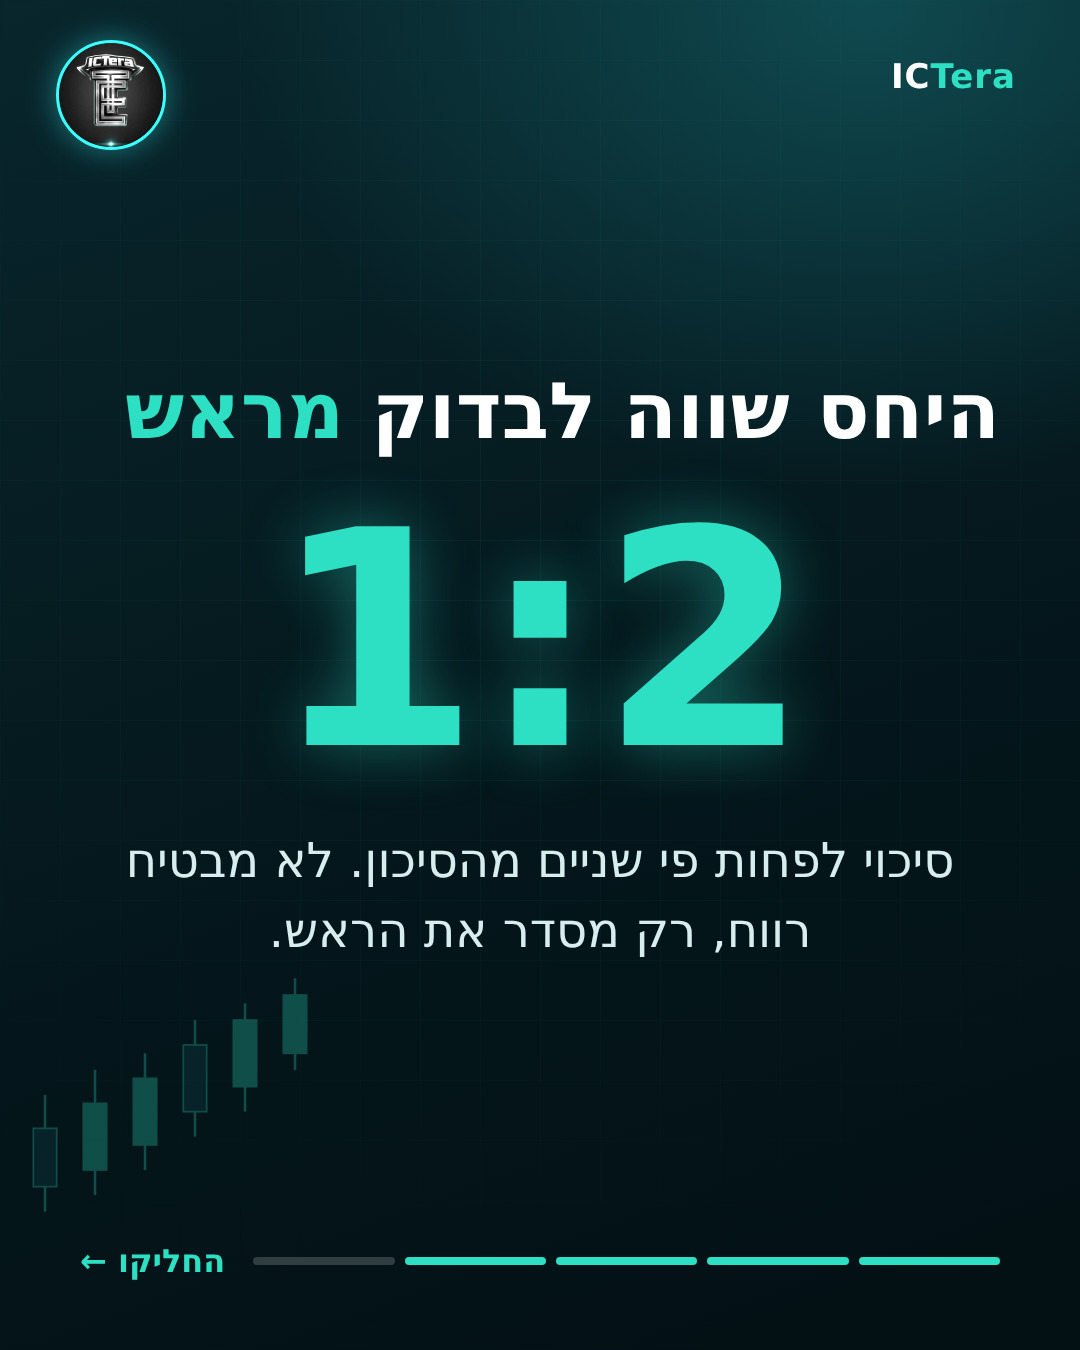 ICTera
ICTera
היחס שווה לבדוק מראש
1:2
סיכוי לפחות פי שניים מהסיכון. לא מבטיח
רווח, רק מסדר את הראש.
החליקו ←